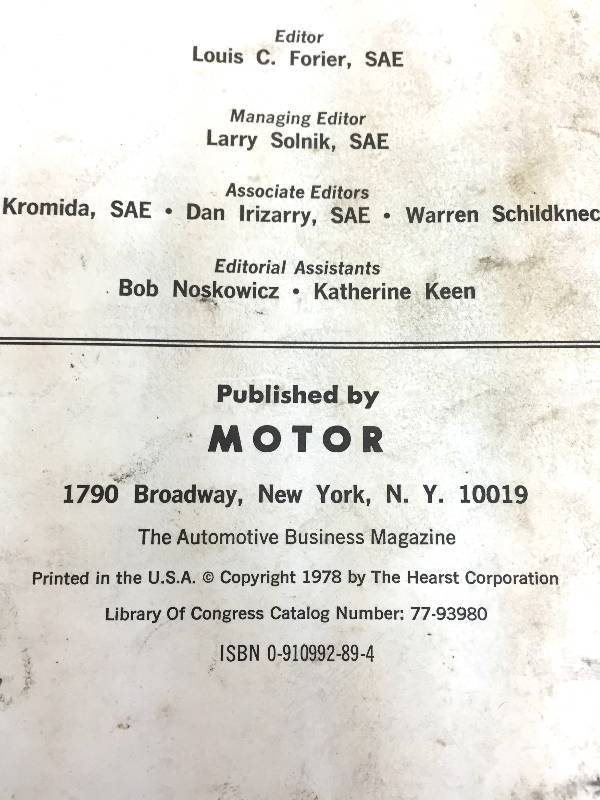 Editor
Louis C. Forier, SAE
Managing Editor
Larry Solnik, SAE
Associate Editors
Kromida, SAE • Dan Irizarry, SAE • Warren Schildknec
Editorial Assistants
Bob Noskowicz • Katherine Keen
Published by
MOTOR
1790 Broadway, New York, N. Y. 10019
The Automotive Business Magazine
Printed in the U.S.A. © Copyright 1978 by The Hearst Corporation
Library Of Congress Catalog Number: 77-93980
ISBN 0-910992-89-4